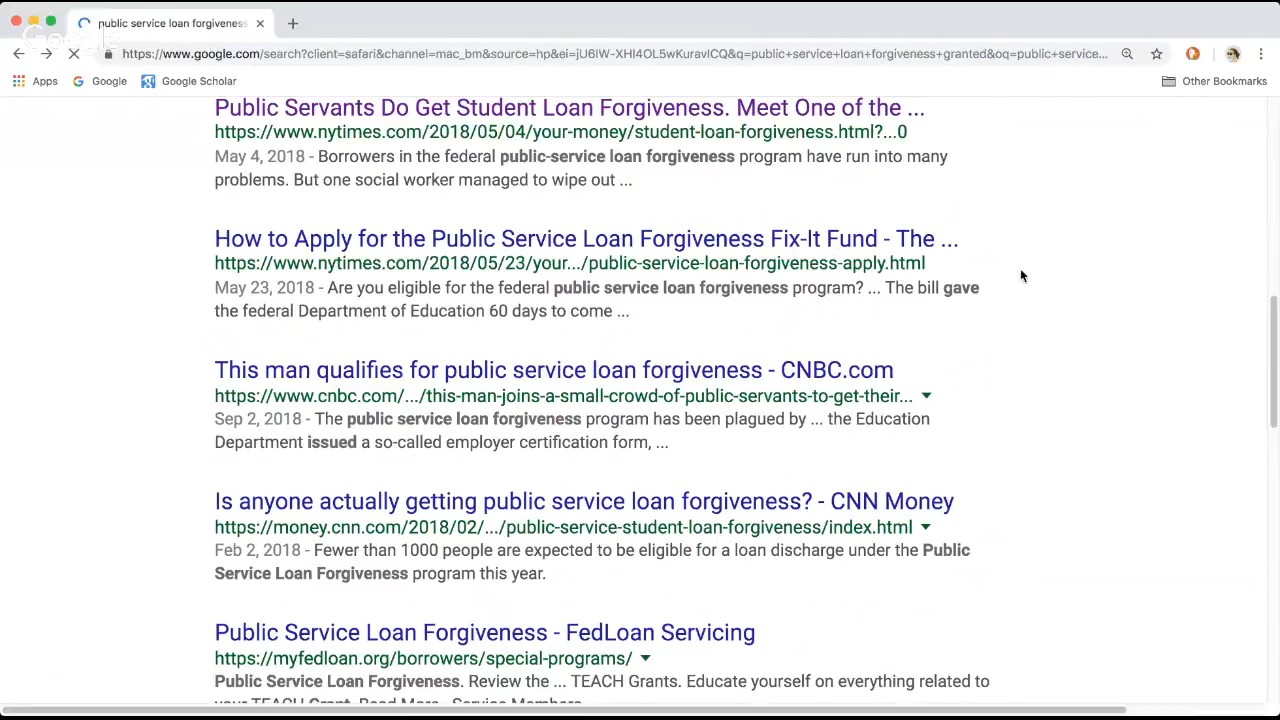 public service loan forgiveness
Google
https://www.google.com/search?client=safari&channel=mac_bm&source=hp&ei=jU6lW-XHI4OL5wKuravICQ&q=public+service+loan+forgiveness+granted&oq=public+service...
Apps Google Google Scholar Other Bookmarks
Public Servants Do Get Student Loan Forgiveness. Meet One of the ...
https://www.nytimes.com/2018/05/04/your-money/student-loan-forgiveness.html?...0
May 4, 2018 - Borrowers in the federal public-service loan forgiveness program have run into many
problems. But one social worker managed to wipe out ...
How to Apply for the Public Service Loan Forgiveness Fix-It Fund - The ...
https://www.nytimes.com/2018/05/23/your.../public-service-loan-forgiveness-apply.html
May 23, 2018 - Are you eligible for the federal public service loan forgiveness program? ... The bill gave
the federal Department of Education 60 days to come ...
This man qualifies for public service loan forgiveness - CNBC.com
https://www.cnbc.com/.../this-man-joins-a-small-crowd-of-public-servants-to-get-their...
Sep 2, 2018 - The public service loan forgiveness program has been plagued by ... the Education
Department issued a so-called employer certification form, ...
Is anyone actually getting public service loan forgiveness? - CNN Money
https://money.cnn.com/2018/02/.../public-service-student-loan-forgiveness/index.html
Feb 2, 2018 - Fewer than 1000 people are expected to be eligible for a loan discharge under the Public
Service Loan Forgiveness program this year.
Public Service Loan Forgiveness - FedLoan Servicing
https://myfedloan.org/borrowers/special-programs/
Public Service Loan Forgiveness. Review the ... TEACH Grants. Educate yourself on everything related to
your TEACH Grant. Read More · Service Members